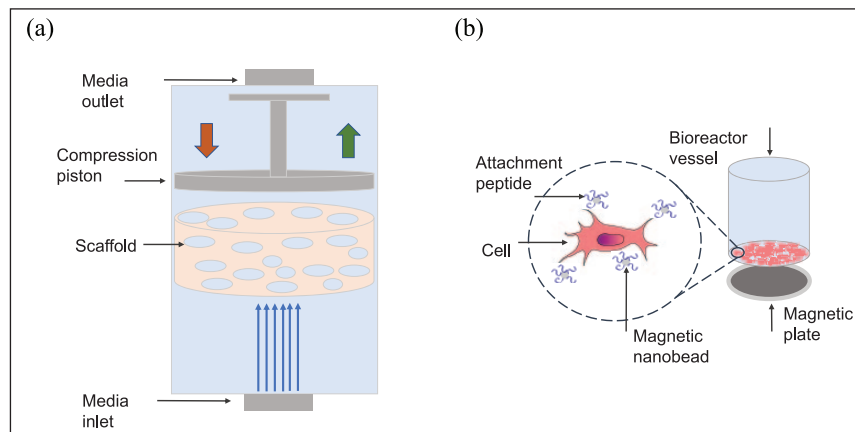 (a)
Media
outlet
Compression
piston
Scaffold
Media
inlet
(b)
Bioreactor
vessel
Attachment
peptide
Cell
Magnetic
nanobead
Magnetic
plate